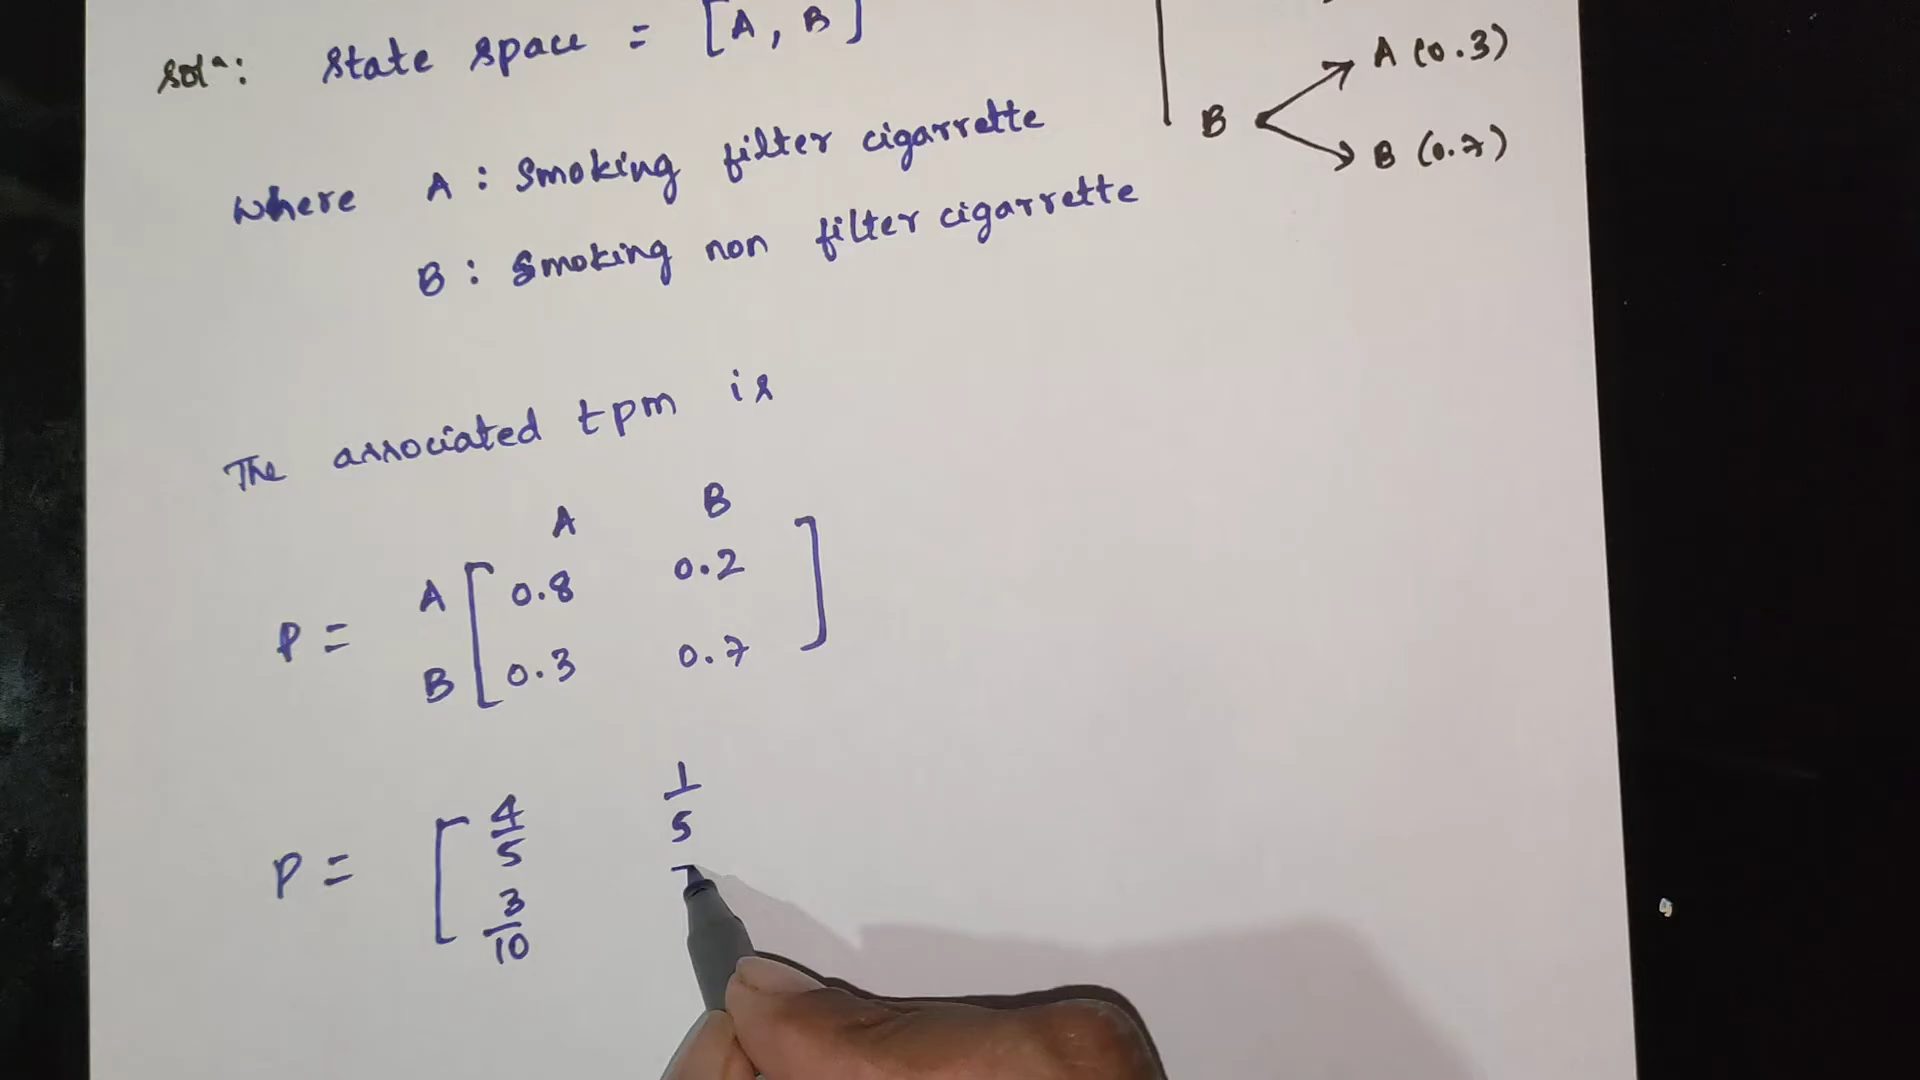 Solⁿ: State space = [A, B]
where A: Smoking filter cigarrette
B: Smoking non filter cigarrette
B A (0.3)
B (0.7)
The associated tpm is
A B
P = A [ 0.8 0.2 ]
B [ 0.3 0.7 ]
P = [ 4/5 1/5
3/10